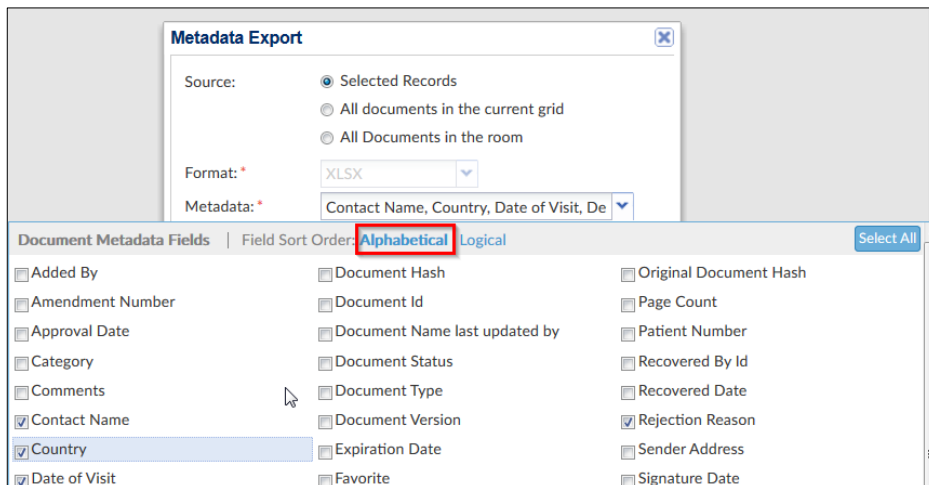 Metadata Export
Source:
Selected Records
All documents in the current grid
All Documents in the room
Format: *
XLSX
Metadata: *
Contact Name, Country, Date of Visit, De
Document Metadata Fields | Field Sort Order: Alphabetical Logical
Select All
Added By
Amendment Number
Approval Date
Category
Comments
Contact Name
Country
Date of Visit
Document Hash
Document Id
Document Name last updated by
Document Status
Document Type
Document Version
Expiration Date
Favorite
Original Document Hash
Page Count
Patient Number
Recovered By Id
Recovered Date
Rejection Reason
Sender Address
Signature Date